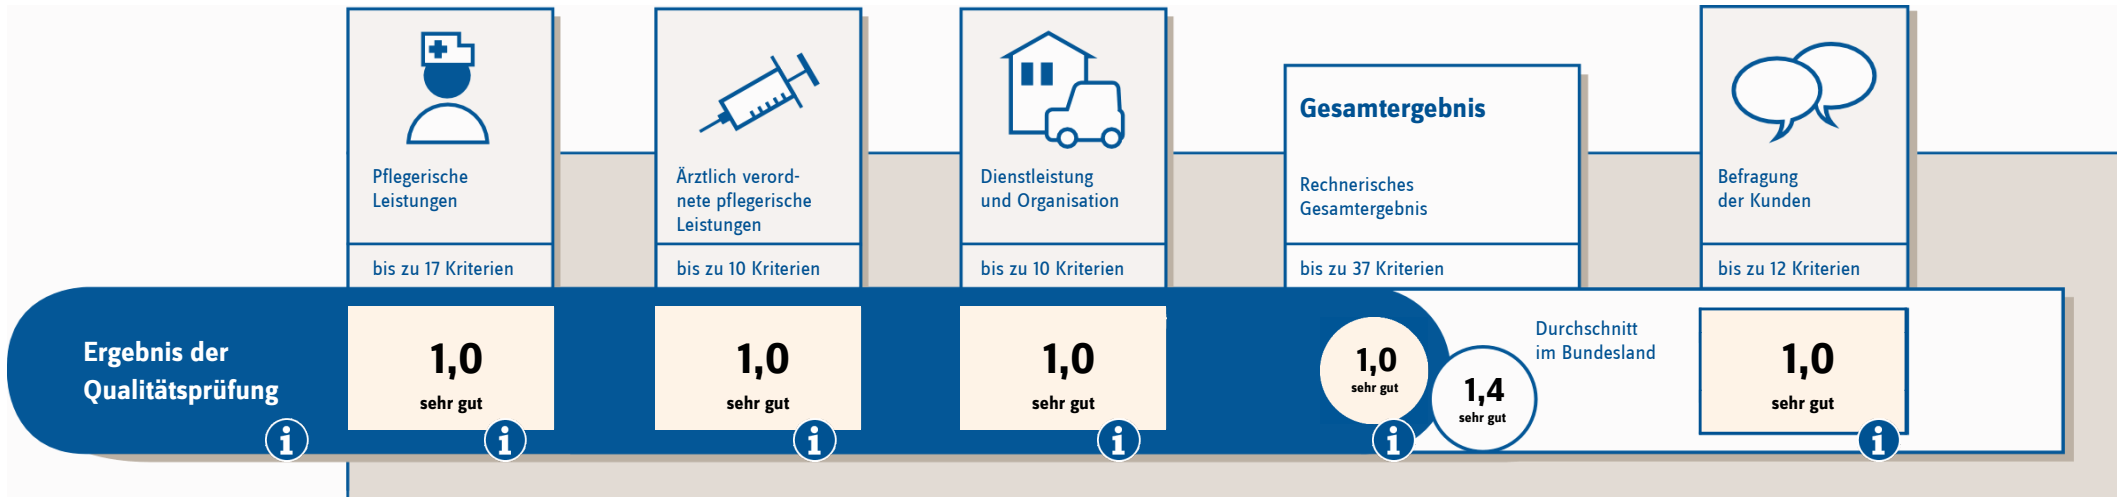 Pflegerische
Leistungen
bis zu 17 Kriterien
Ärztlich verord-
nete pflegerische
Leistungen
bis zu 10 Kriterien
Dienstleistung
und Organisation
bis zu 10 Kriterien
Gesamtergebnis
Rechnerisches
Gesamtergebnis
bis zu 37 Kriterien
Befragung
der Kunden
bis zu 12 Kriterien
Ergebnis der
Qualitätsprüfung
i
1,0
sehr gut
i
1,0
sehr gut
i
1,0
sehr gut
i
1,0
sehr gut
i
1,4
sehr gut
Durchschnitt
im Bundesland
1,0
sehr gut
i